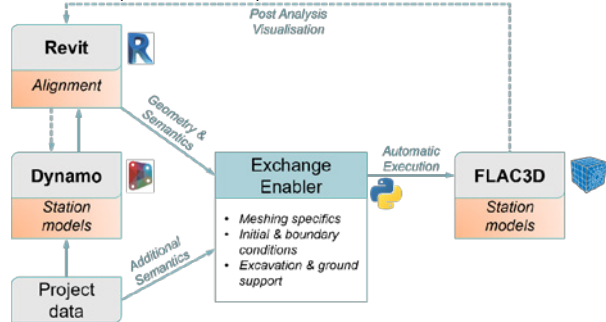 Post Analysis
Visualisation
Revit
Alignment
Geometry &
Semantics
Dynamo
Station
models
Exchange
Enabler
• Meshing specifics
• Initial & boundary
conditions
• Excavation & ground
support
Automatic
Execution
FLAC3D
Station
models
Additional
Semantics
Project
data